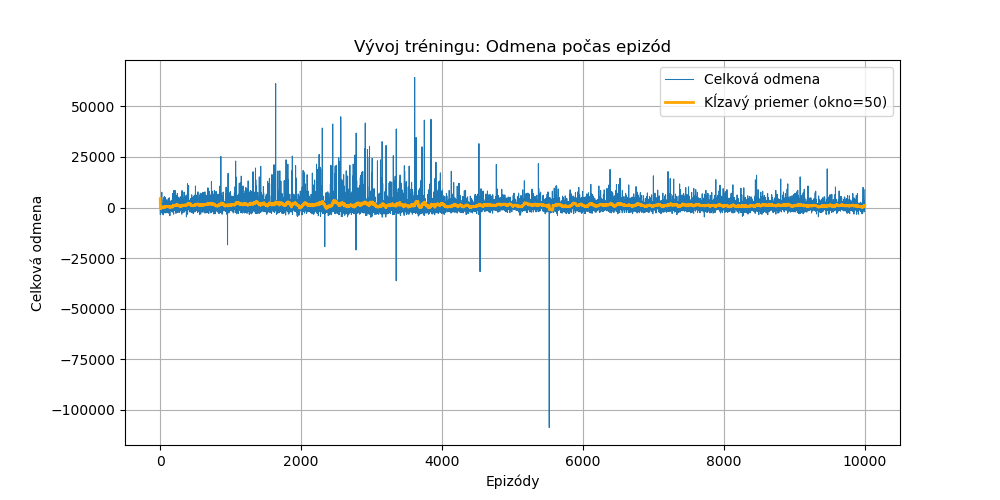 Vývoj tréningu: Odmena počas epizód
Celková odmena
Kĺzavý priemer (okno=50)
50000
25000
0
−25000
−50000
−75000
−100000
Celková odmena
0
2000
4000
6000
8000
10000
Epizódy